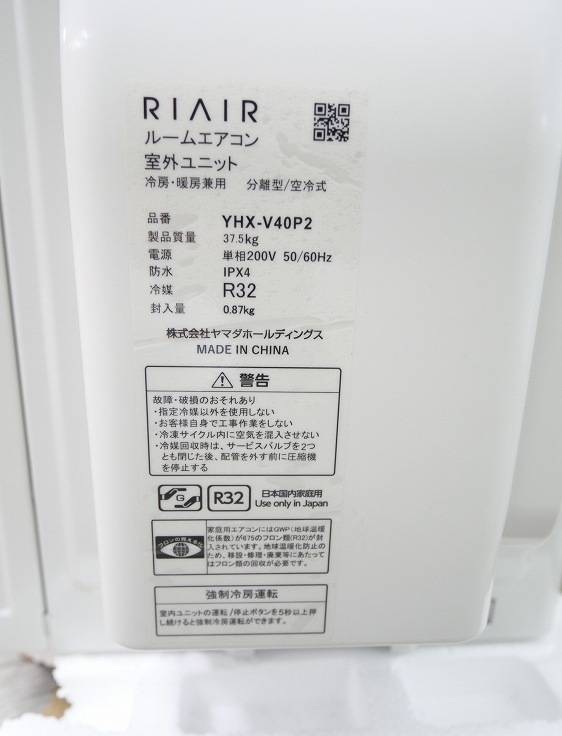 RIAIR
ルームエアコン
室外ユニット
冷房・暖房兼用 分離型/空冷式
品番 YHX-V40P2
製品質量 37.5kg
電源 単相200V 50/60Hz
防水 IPX4
冷媒 R32
封入量 0.87kg
株式会社ヤマダホールディングス
MADE IN CHINA
警告
故障・破損のおそれあり
・指定冷媒以外を使用しない
・お客様自身で工事作業をしない
・冷凍サイクル内に空気を混入させない
・冷媒回収時は、サービスバルブを2つ
とも閉じた後、配管を外す前に圧縮機
を停止する
G R32 日本国内家庭用
Use only in Japan
フロンの見える化
家庭用エアコンにはGWP(地球温暖
化係数)が675のフロン類(R32)が封
入されています。地球温暖化防止のた
め、移設・修理・廃棄等にあたって
はフロン類の回収が必要です。
強制冷房運転
室内ユニットの運転/停止ボタンを5秒以上押
し続けると強制冷房運転ができます。